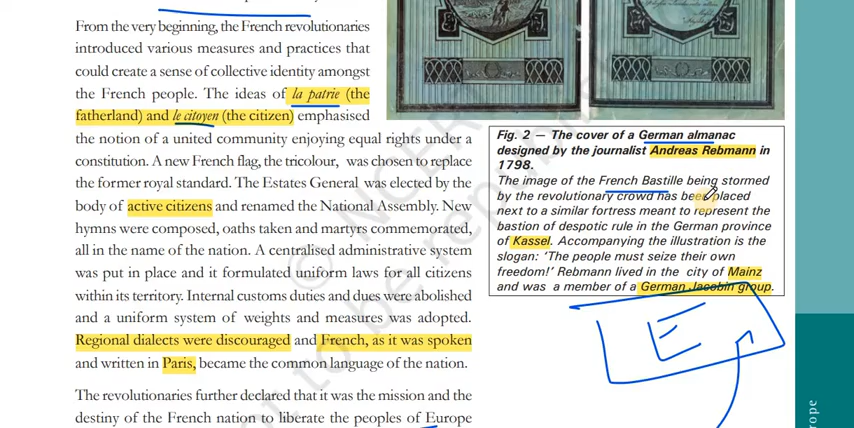 From the very beginning, the French revolutionaries
introduced various measures and practices that
could create a sense of collective identity amongst
the French people. The ideas of la patrie (the
fatherland) and le citoyen (the citizen) emphasised
the notion of a united community enjoying equal rights under a
constitution. A new French flag, the tricolour, was chosen to replace
the former royal standard. The Estates General was elected by the
body of active citizens and renamed the National Assembly. New
hymns were composed, oaths taken and martyrs commemorated,
all in the name of the nation. A centralised administrative system
was put in place and it formulated uniform laws for all citizens
within its territory. Internal customs duties and dues were abolished
and a uniform system of weights and measures was adopted.
Regional dialects were discouraged and French, as it was spoken
and written in Paris, became the common language of the nation.
The revolutionaries further declared that it was the mission and the
destiny of the French nation to liberate the peoples of Europe
Fig. 2 — The cover of a German almanac
designed by the journalist Andreas Rebmann in
1798.
The image of the French Bastille being stormed
by the revolutionary crowd has been placed
next to a similar fortress meant to represent the
bastion of despotic rule in the German province
of Kassel. Accompanying the illustration is the
slogan: ‘The people must seize their own
freedom!’ Rebmann lived in the city of Mainz
and was a member of a German Jacobin group.
E
© NCERT